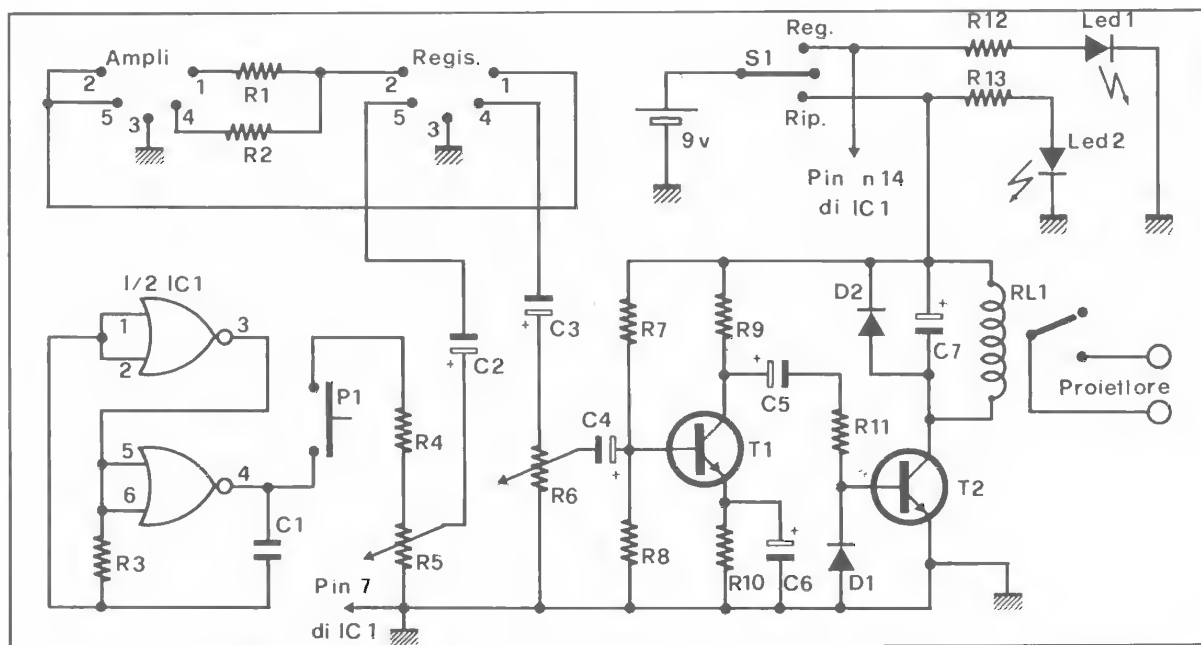 Ampli
2
1
R1
5
3
4
R2
Regis.
2
1
5
3
4
S1
Reg.
Rip.
9v
R12
Led1
R13
Led2
Pin n14
di IC1
1/2 IC1
1
2
3
5
6
4
R3
C1
P1
R4
R5
+ C2
C3
+
R6
C4
+
R7
R8
R9
T1
R10
+
C6
+
C5
R11
D1
D2
+
C7
T2
RL1
Proiettore
Pin 7
di IC1